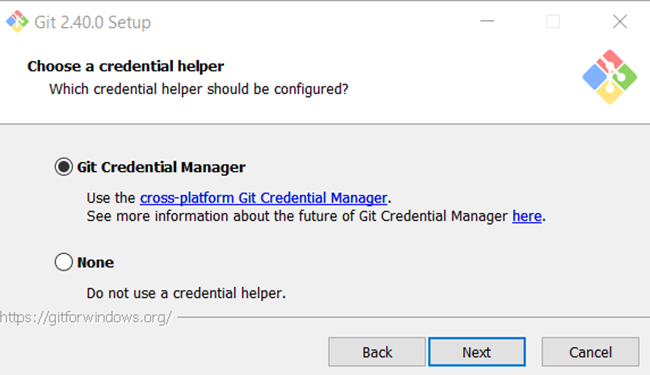 Git 2.40.0 Setup
Choose a credential helper
Which credential helper should be configured?
Git Credential Manager
Use the cross-platform Git Credential Manager.
See more information about the future of Git Credential Manager here.
None
Do not use a credential helper.
https://gitforwindows.org/
Back Next Cancel